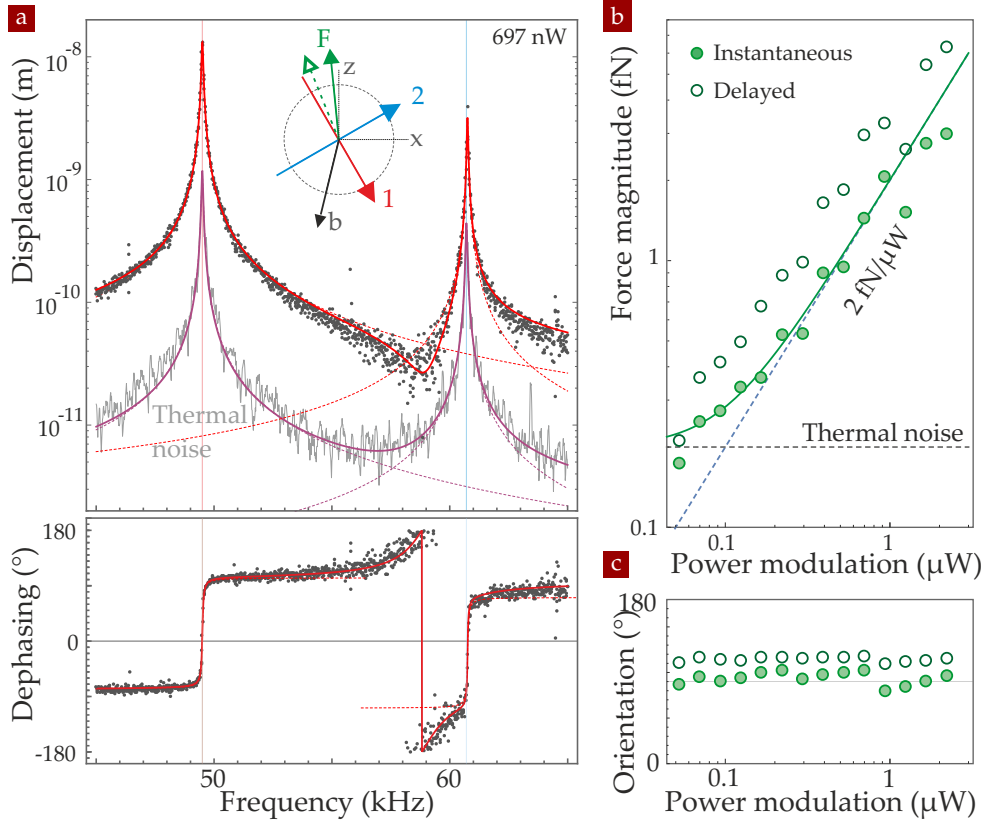 a
697 nW
Displacement (m)
10⁻⁸
10⁻⁹
10⁻¹⁰
10⁻¹¹
F
z
2
x
1
b
Thermal
noise
Dephasing (°)
180
0
-180
50
60
Frequency (kHz)
b
Force magnitude (fN)
Instantaneous
Delayed
1
2 fN/μW
Thermal noise
0.1
0.1
1
Power modulation (μW)
c
Orientation (°)
180
0
0.1
1
Power modulation (μW)